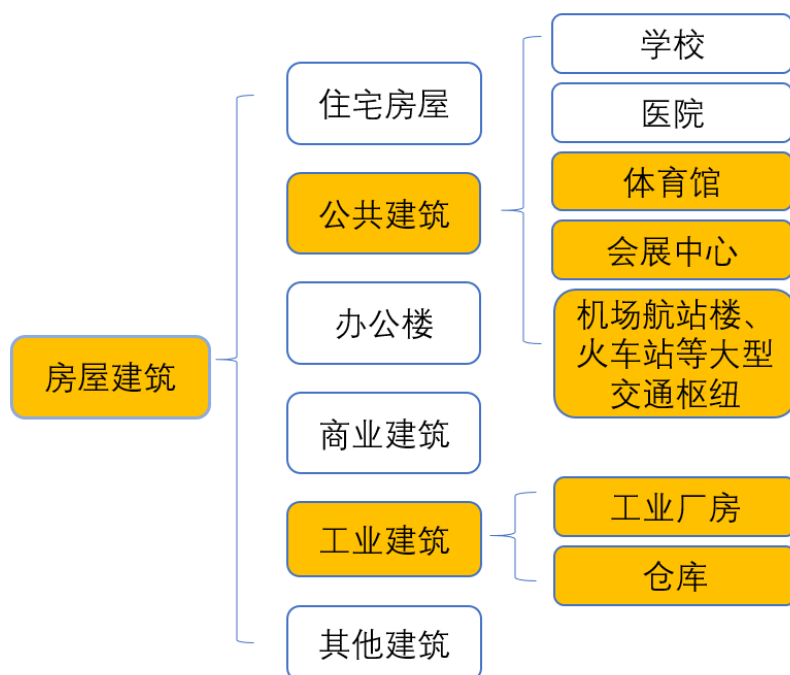 房屋建筑
住宅房屋
公共建筑
办公楼
商业建筑
工业建筑
其他建筑
学校
医院
体育馆
会展中心
机场航站楼、
火车站等大型
交通枢纽
工业厂房
仓库